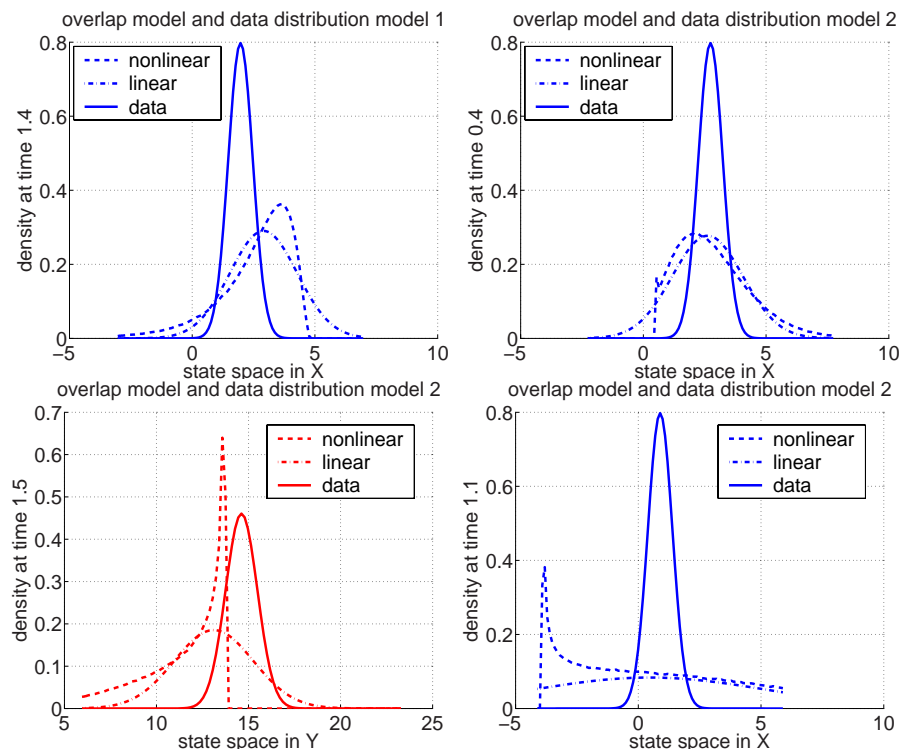 overlap model and data distribution model 1
0.8
0.6
0.4
0.2
0
-5
0
5
10
density at time 1.4
state space in X
nonlinear
linear
data
overlap model and data distribution model 2
0.8
0.6
0.4
0.2
0
-5
0
5
10
density at time 0.4
state space in X
nonlinear
linear
data
overlap model and data distribution model 2
0.7
0.6
0.5
0.4
0.3
0.2
0.1
0
5
10
15
20
25
density at time 1.5
state space in Y
nonlinear
linear
data
overlap model and data distribution model 2
0.8
0.6
0.4
0.2
0
-5
0
5
10
density at time 1.1
state space in X
nonlinear
linear
data